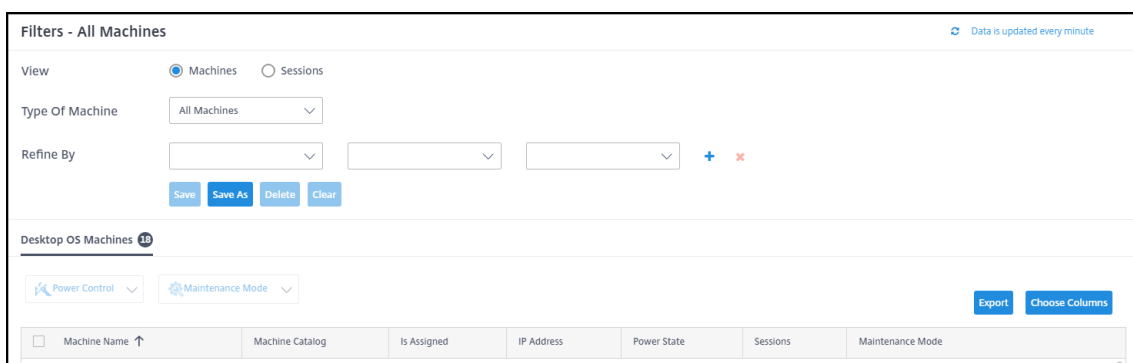 Filters - All Machines
Data is updated every minute
View Machines Sessions
Type Of Machine All Machines
Refine By
Save Save As Delete Clear
Desktop OS Machines 18
Power Control Maintenance Mode
Export Choose Columns
Machine Name Machine Catalog Is Assigned IP Address Power State Sessions Maintenance Mode